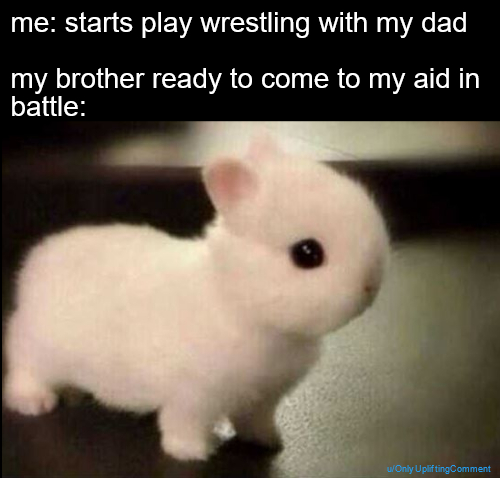 me: starts play wrestling with my dad
my brother ready to come to my aid in
battle:
u/OnlyUpliftingComment